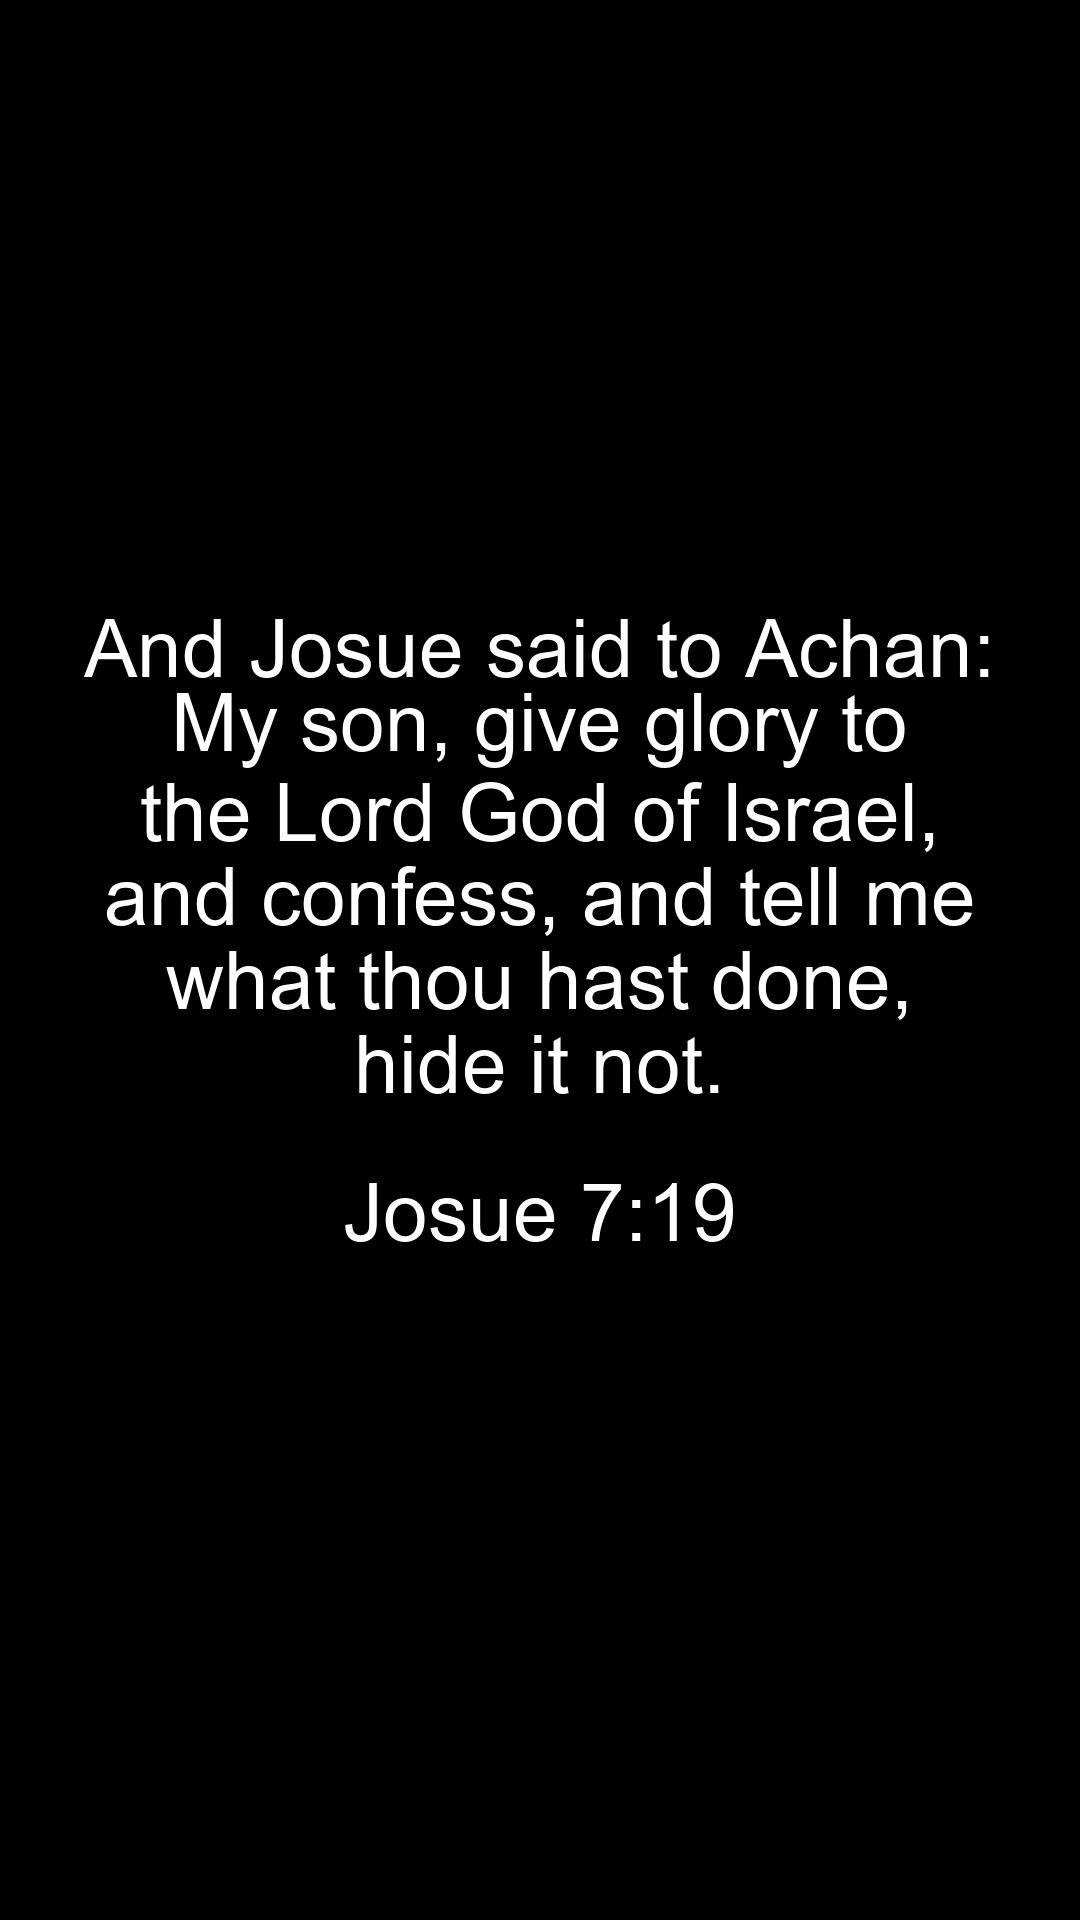 And Josue said to Achan:
My son, give glory to
the Lord God of Israel,
and confess, and tell me
what thou hast done,
hide it not.
Josue 7:19